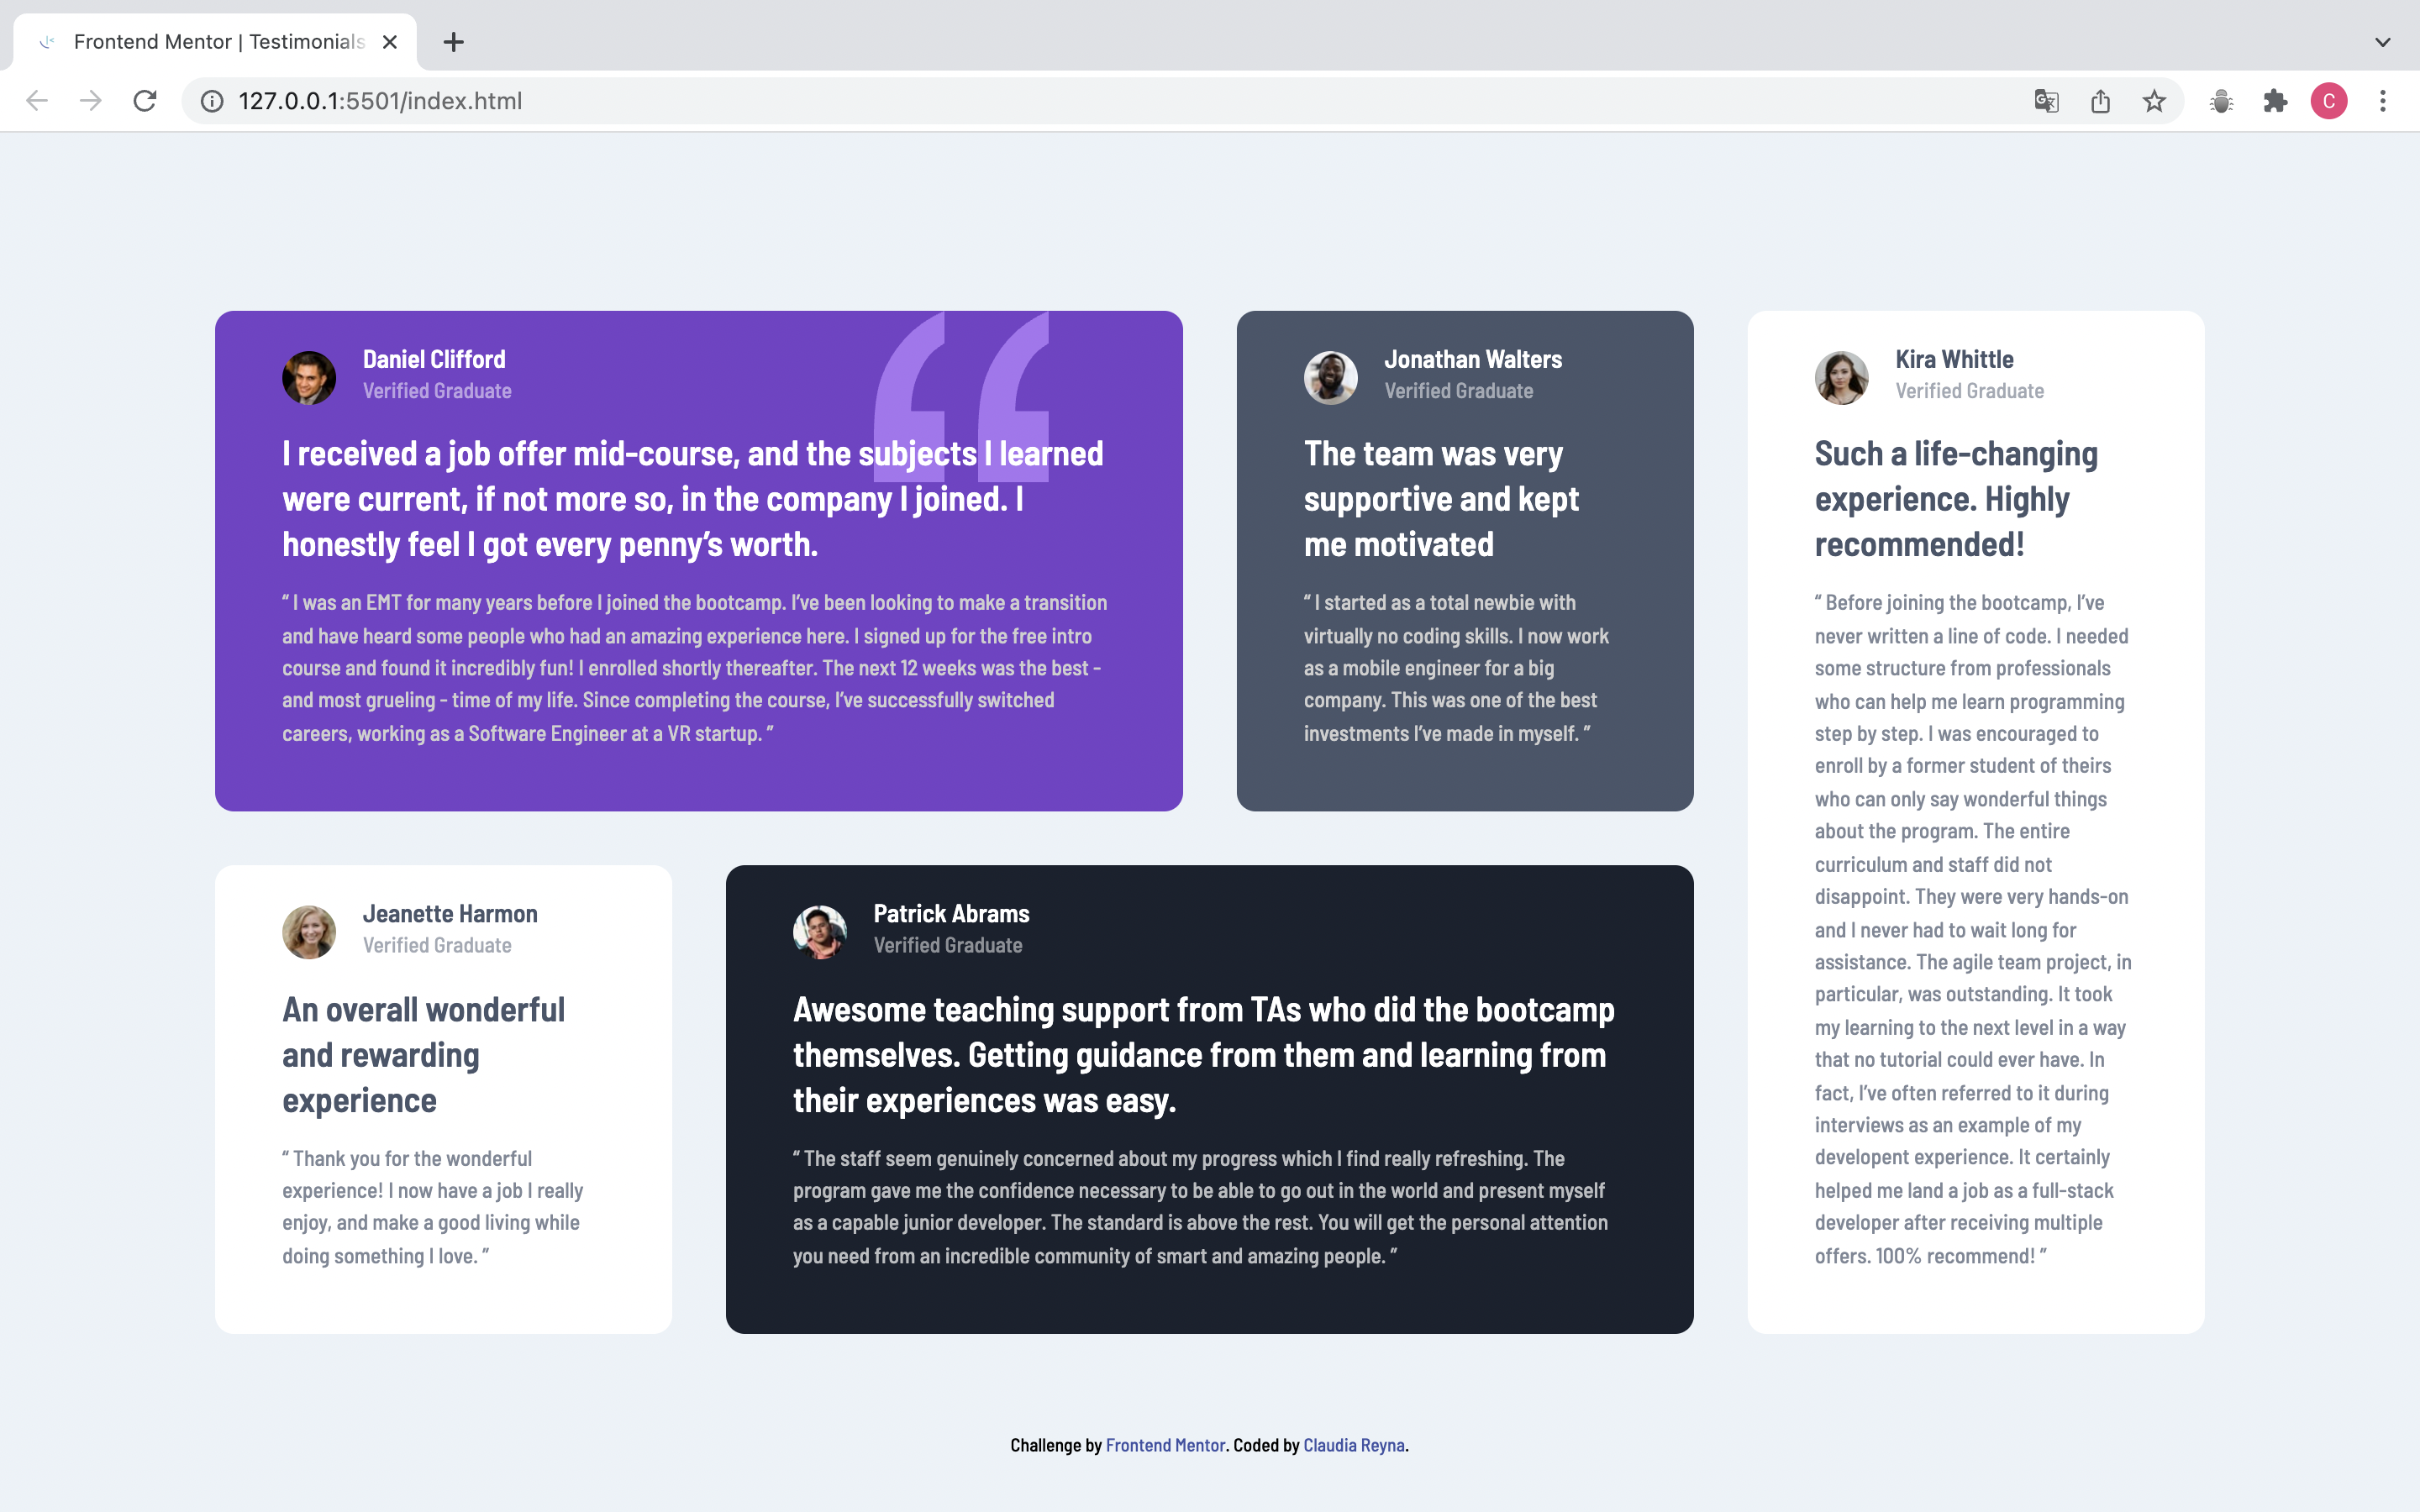 Frontend Mentor | Testimonials
127.0.0.1:5501/index.html
C
Daniel Clifford
Verified Graduate
I received a job offer mid-course, and the subjects I learned
were current, if not more so, in the company I joined. I
honestly feel I got every penny’s worth.
“ I was an EMT for many years before I joined the bootcamp. I’ve been looking to make a transition
and have heard some people who had an amazing experience here. I signed up for the free intro
course and found it incredibly fun! I enrolled shortly thereafter. The next 12 weeks was the best -
and most grueling - time of my life. Since completing the course, I’ve successfully switched
careers, working as a Software Engineer at a VR startup. ”
Jonathan Walters
Verified Graduate
The team was very
supportive and kept
me motivated
“ I started as a total newbie with
virtually no coding skills. I now work
as a mobile engineer for a big
company. This was one of the best
investments I’ve made in myself. ”
Kira Whittle
Verified Graduate
Such a life-changing
experience. Highly
recommended!
“ Before joining the bootcamp, I’ve
never written a line of code. I needed
some structure from professionals
who can help me learn programming
step by step. I was encouraged to
enroll by a former student of theirs
who can only say wonderful things
about the program. The entire
curriculum and staff did not
disappoint. They were very hands-on
and I never had to wait long for
assistance. The agile team project, in
particular, was outstanding. It took
my learning to the next level in a way
that no tutorial could ever have. In
fact, I’ve often referred to it during
interviews as an example of my
developent experience. It certainly
helped me land a job as a full-stack
developer after receiving multiple
offers. 100% recommend! ”
Jeanette Harmon
Verified Graduate
An overall wonderful
and rewarding
experience
“ Thank you for the wonderful
experience! I now have a job I really
enjoy, and make a good living while
doing something I love. ”
Patrick Abrams
Verified Graduate
Awesome teaching support from TAs who did the bootcamp
themselves. Getting guidance from them and learning from
their experiences was easy.
“ The staff seem genuinely concerned about my progress which I find really refreshing. The
program gave me the confidence necessary to be able to go out in the world and present myself
as a capable junior developer. The standard is above the rest. You will get the personal attention
you need from an incredible community of smart and amazing people. ”
Challenge by Frontend Mentor. Coded by Claudia Reyna.